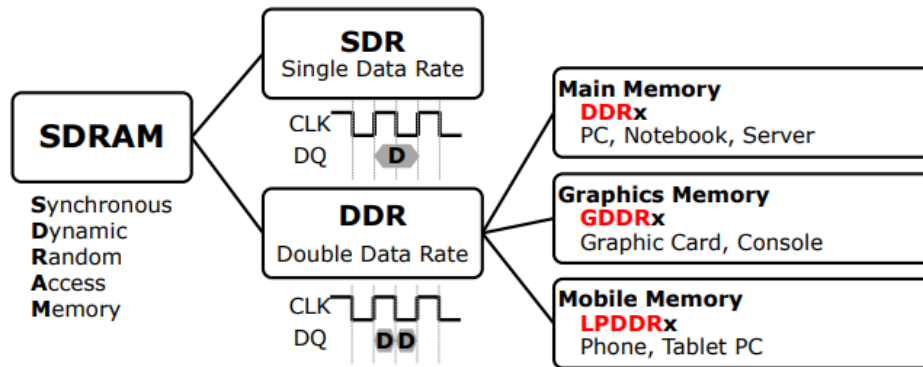 SDRAM
Synchronous
Dynamic
Random
Access
Memory
SDR
Single Data Rate
CLK
DQ
D
DDR
Double Data Rate
CLK
DQ
D D
Main Memory
DDRx
PC, Notebook, Server
Graphics Memory
GDDRx
Graphic Card, Console
Mobile Memory
LPDDRx
Phone, Tablet PC